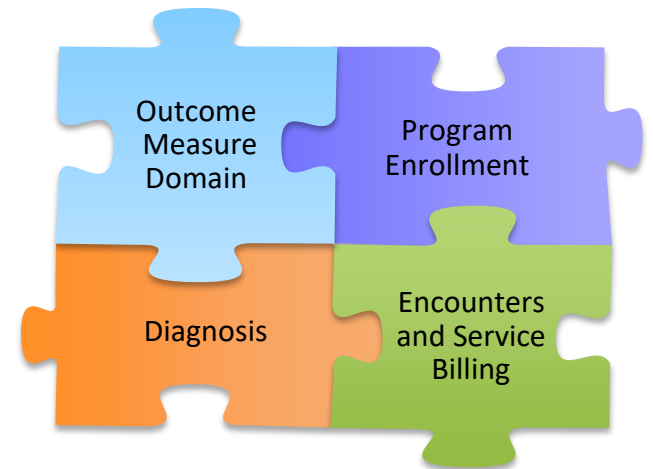 Outcome
Measure
Domain
Program
Enrollment
Diagnosis
Encounters
and Service
Billing